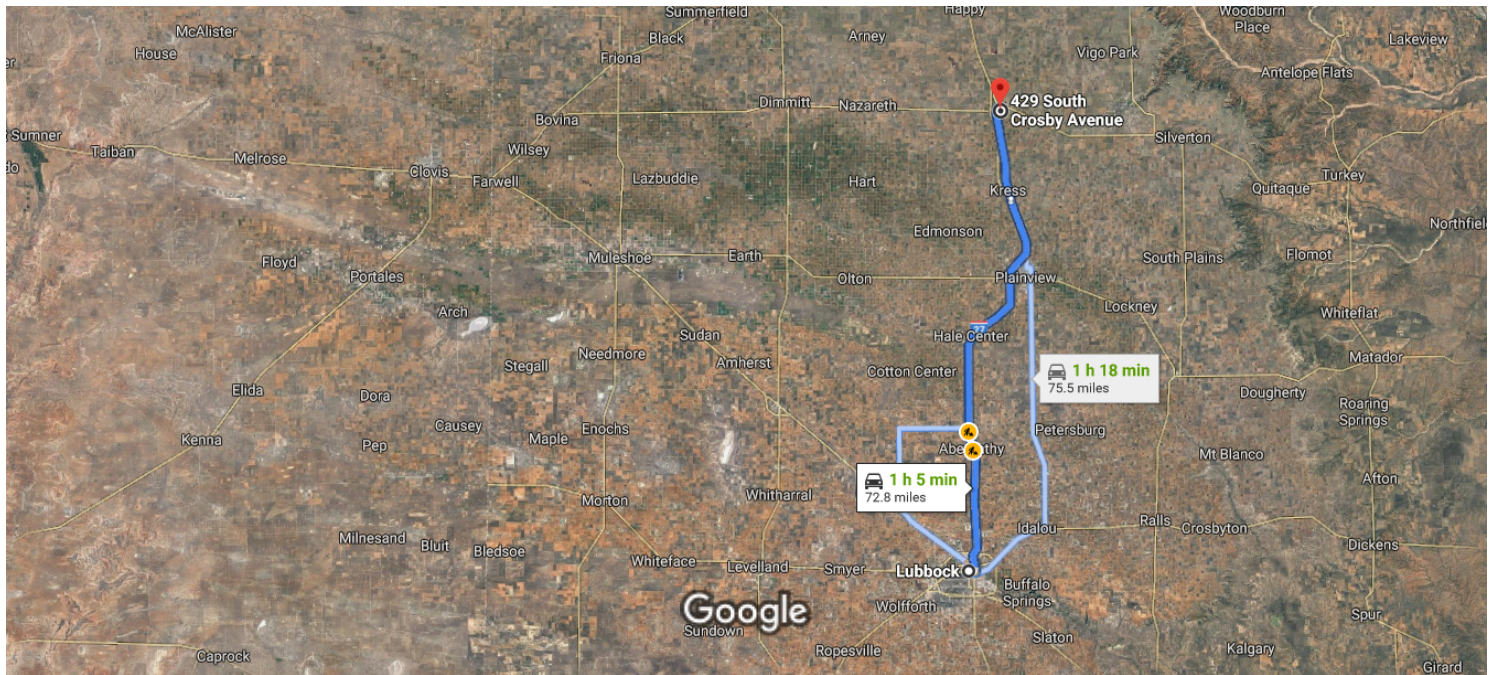 Summerfield
Happy
Woodburn
Place
McAlister
House
Black
Arney
Vigo Park
Lakeview
Friona
Antelope Flats
429 South
Crosby Avenue
Dimmitt
Nazareth
Bovina
Sumner
Taiban
Melrose
Wilsey
Silverton
Clovis
Farwell
Lazbuddie
Hart
Kress
Quitaque
Turkey
Edmonson
Northfield
Floyd
Portales
Muleshoe
Earth
Olton
Plainview
South Plains
Flomot
Arch
Lockney
Whiteflat
27
Hale Center
Sudan
Needmore
Amherst
Stegall
Cotton Center
Matador
1 h 18 min
75.5 miles
Elida
Dora
Dougherty
Roaring
Springs
Causey
Maple
Enochs
Petersburg
Kenna
Pep
Mt Blanco
Afton
1 h 5 min
72.8 miles
Whitharral
Morton
Idalou
Ralls
Crosbyton
Dickens
Milnesand
Bluit
Bledsoe
Whiteface
Levelland
Smyer
Lubbock
Buffalo
Springs
Google
Wolfforth
Spur
Sundown
Slaton
Ropesville
Kalgary
Caprock
Girard